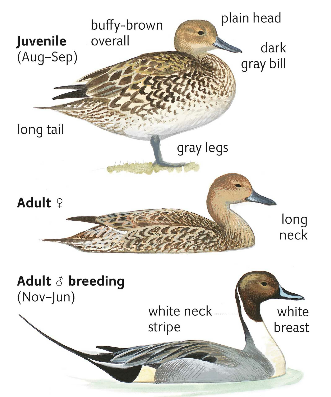 plain head
buffy-brown
overall
Juvenile
(Aug–Sep)
dark
gray bill
long tail
gray legs
Adult ♀
long
neck
Adult ♂ breeding
(Nov–Jun)
white neck
stripe
white
breast